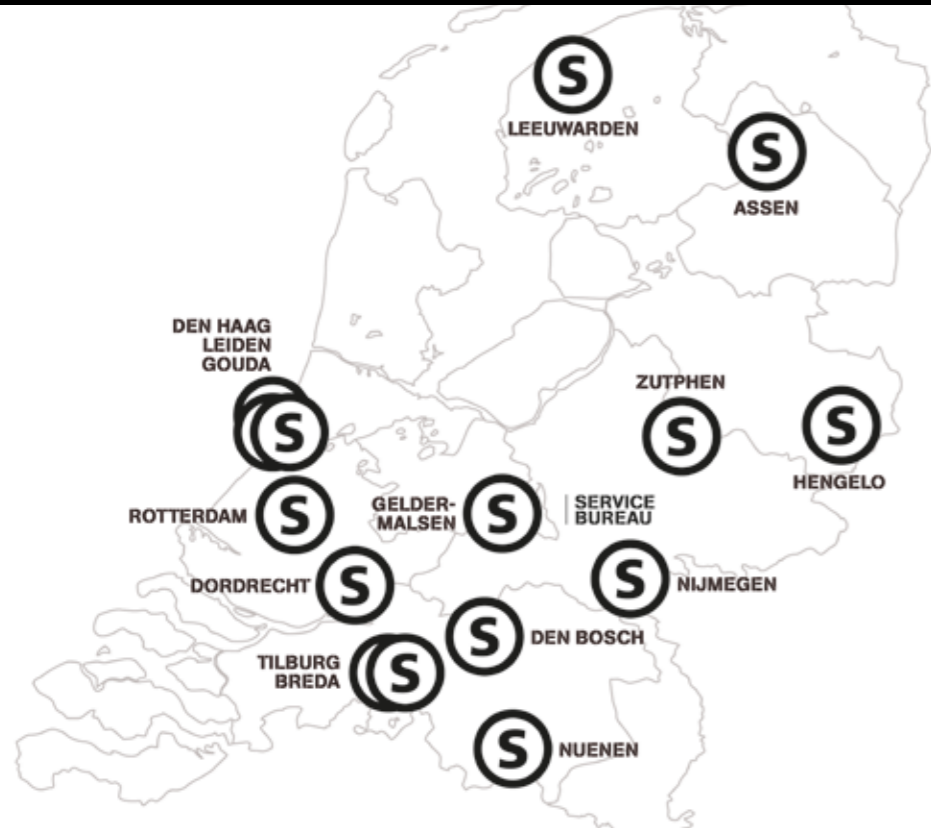 S
LEEUWARDEN
S
ASSEN
DEN HAAG
LEIDEN
GOUDA
S
ZUTPHEN
S
S
HENGELO
ROTTERDAM
S
GELDER-
MALSEN
S
SERVICE
BUREAU
DORDRECHT
S
S
NIJMEGEN
S
DEN BOSCH
TILBURG
BREDA
S
S
NUENEN